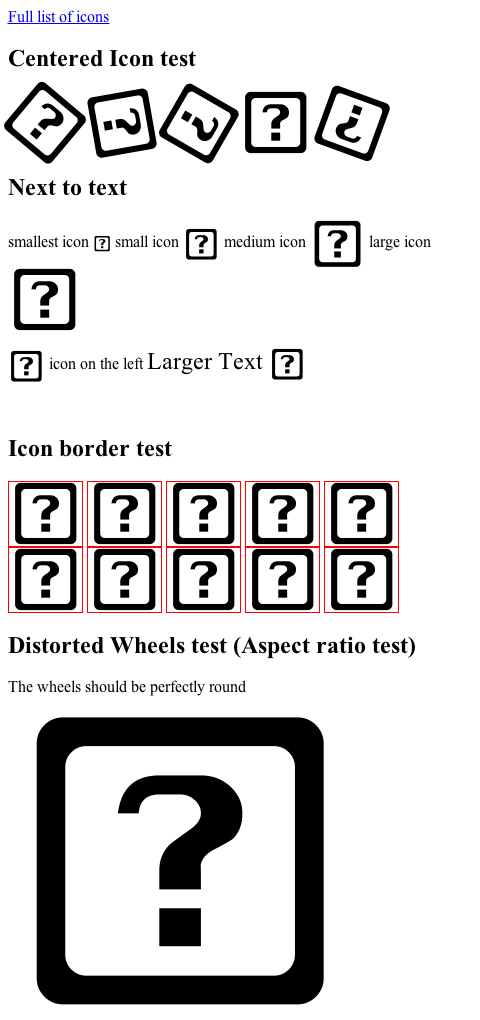 Full list of icons
Centered Icon test
? ? ? ? ?
Next to text
smallest icon ? small icon ? medium icon ? large icon
?
? icon on the left Larger Text ?
Icon border test
? ? ? ? ?
? ? ? ? ?
Distorted Wheels test (Aspect ratio test)
The wheels should be perfectly round
?